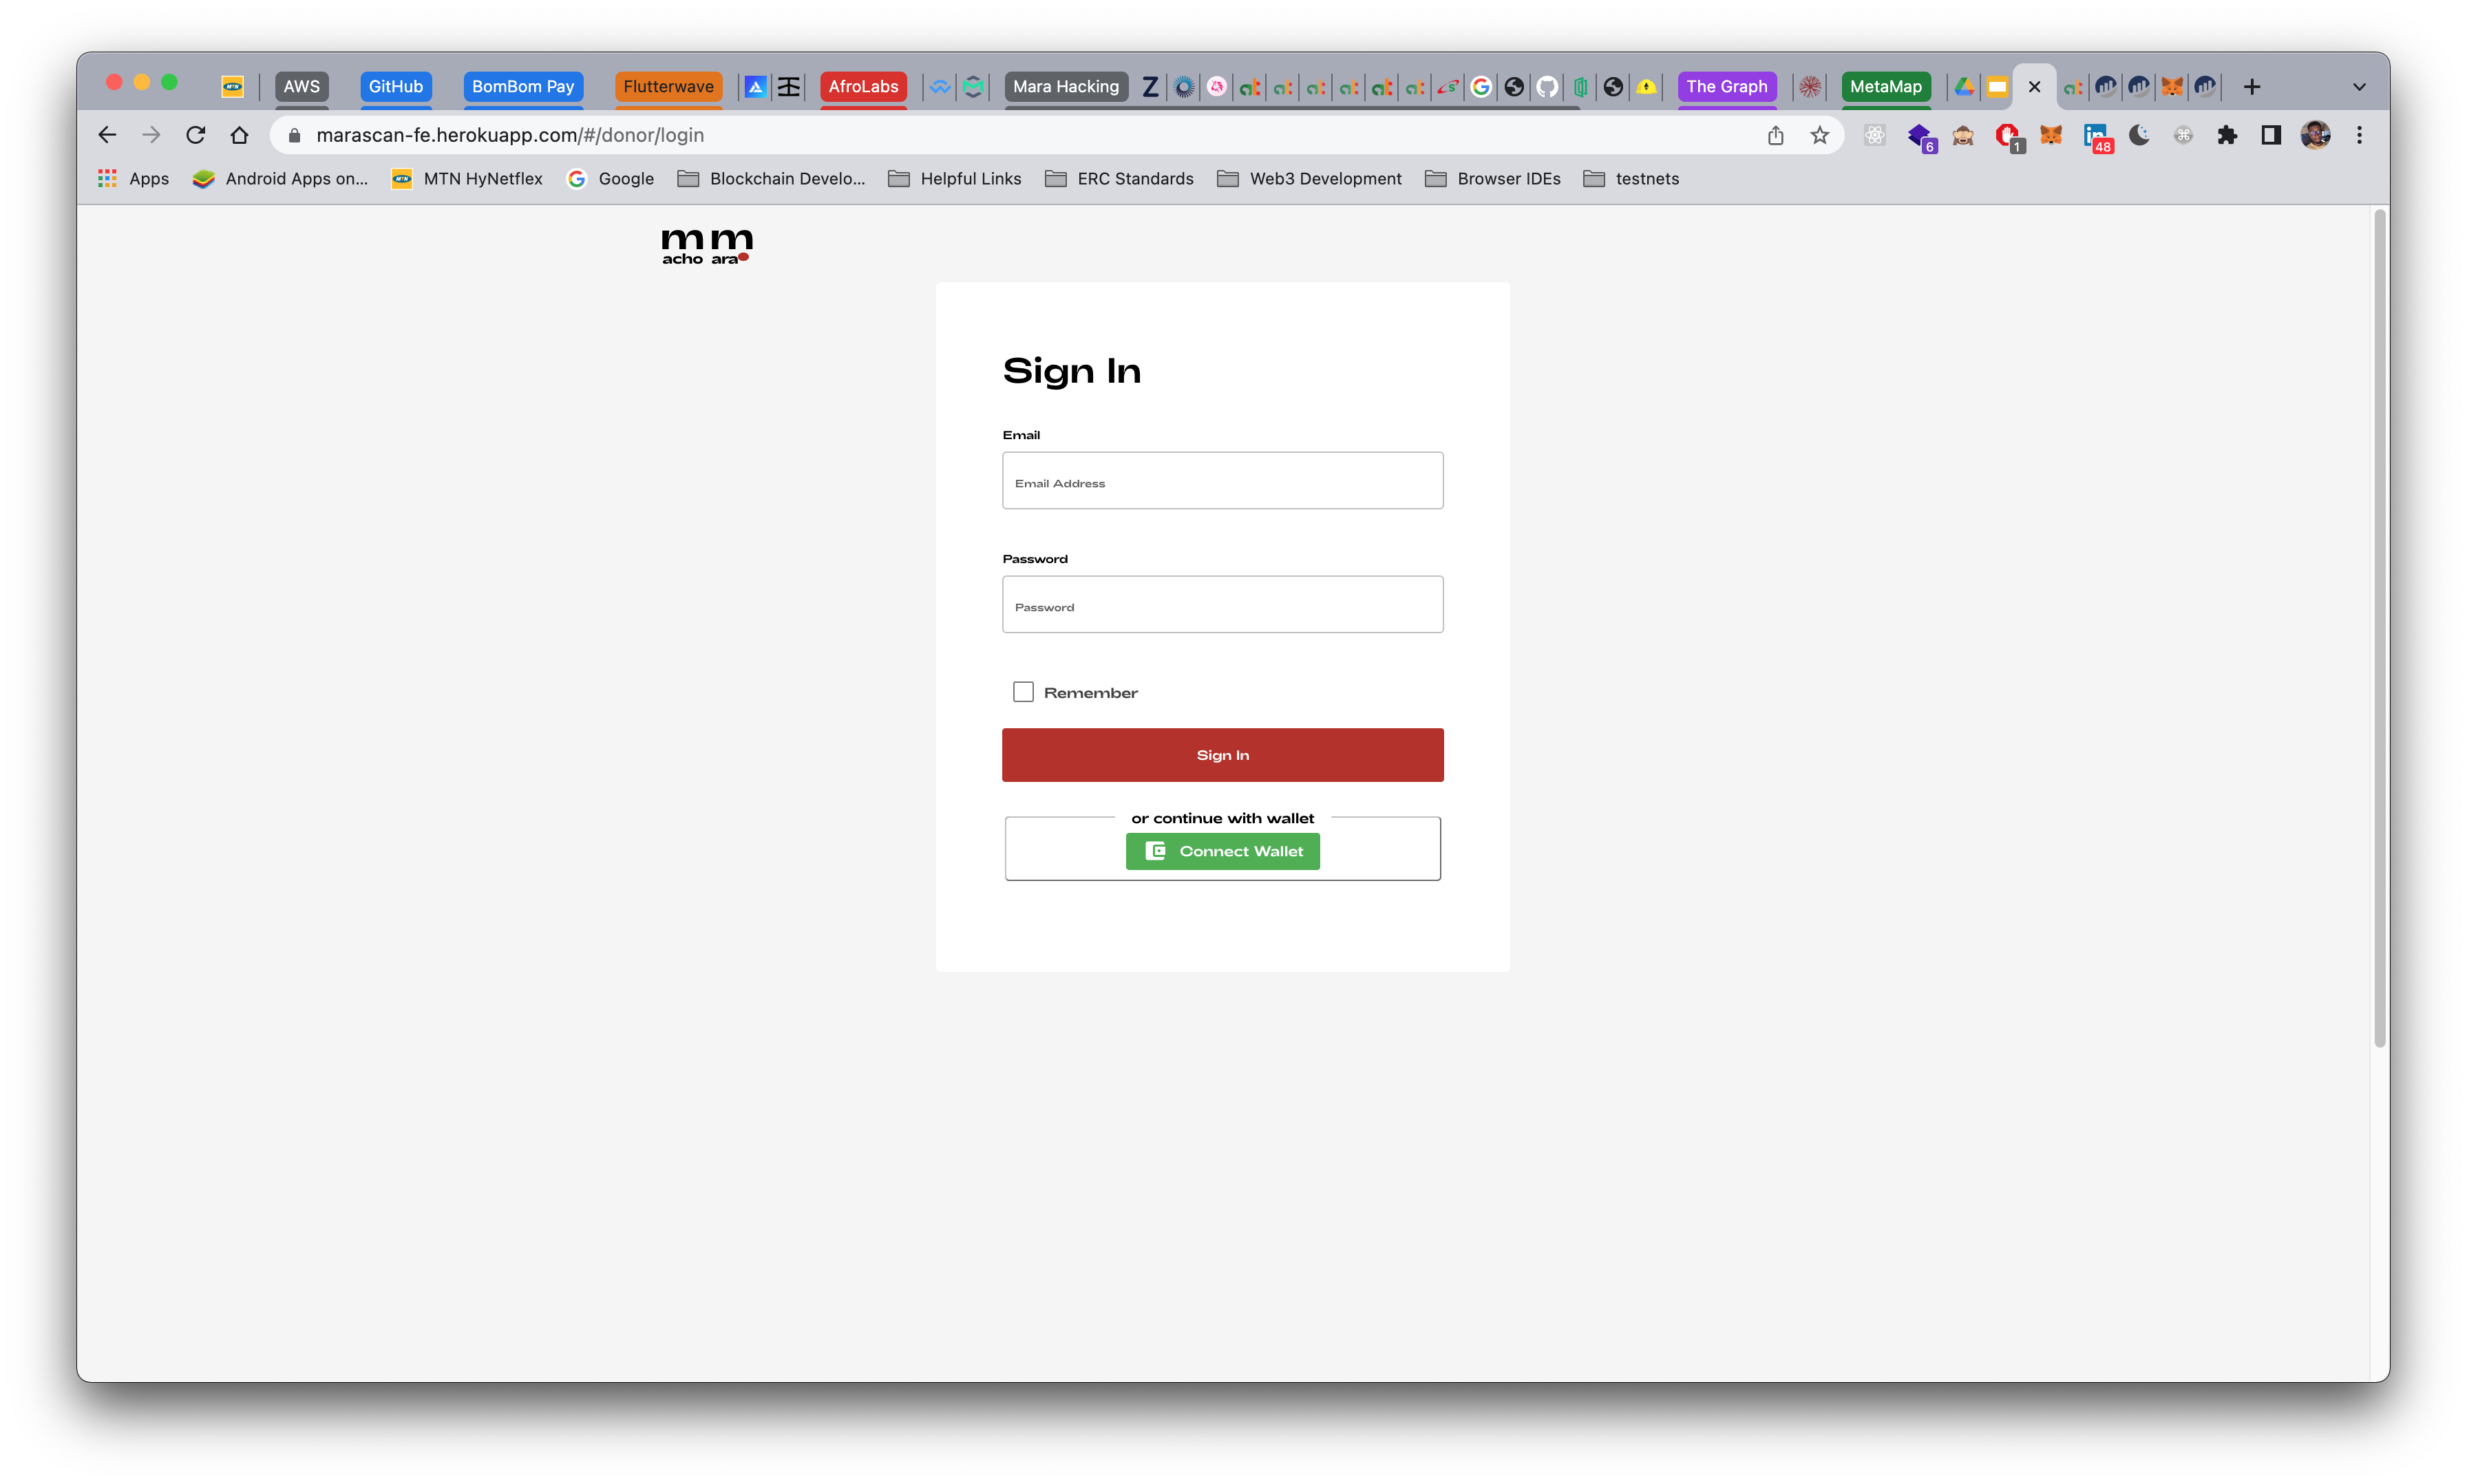 AWS GitHub BomBom Pay Flutterwave AfroLabs Mara Hacking The Graph MetaMap
marascan-fe.herokuapp.com/#/donor/login 6 1 48
Apps Android Apps on... MTN HyNetflex Google Blockchain Develo... Helpful Links ERC Standards Web3 Development Browser IDEs testnets
m m
acho ara
Sign In
Email
Email Address
Password
Password
Remember
Sign In
or continue with wallet
Connect Wallet